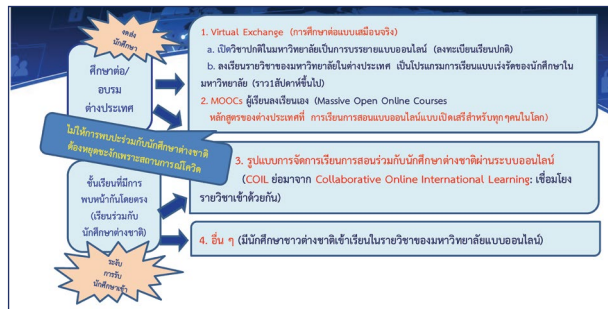 งดส่ง
นักศึกษา
ศึกษาต่อ/
อบรม
ต่างประเทศ
1. Virtual Exchange (การศึกษาต่อแบบเสมือนจริง)
a. เปิดวิชาปกติในมหาวิทยาลัยเป็นการบรรยายแบบออนไลน์ (ลงทะเบียนเรียนปกติ)
b. ลงเรียนรายวิชาของมหาวิทยาลัยในต่างประเทศ เป็นโปรแกรมการเรียนแบบเร่งรัดของนักศึกษาใน
มหาวิทยาลัย (ราว1สัปดาห์ขึ้นไป)
2. MOOCs ผู้เรียนลงเรียนเอง (Massive Open Online Courses
หลักสูตรของต่างประเทศที่ การเรียนการสอนแบบออนไลน์แบบเปิดเสรีสำหรับทุกๆคนในโลก)
ไม่ให้การพบปะร่วมกับนักศึกษาต่างชาติ
ต้องหยุดชะงักเพราะสถานการณ์โควิด
3. รูปแบบการจัดการเรียนการสอนร่วมกับนักศึกษาต่างชาติผ่านระบบออนไลน์
(COIL ย่อมาจาก Collaborative Online International Learning: เชื่อมโยง
รายวิชาเข้าด้วยกัน)
ชั้นเรียนที่มีการ
พบหน้ากันโดยตรง
(เรียนร่วมกับ
นักศึกษาต่างชาติ)
4. อื่น ๆ (มีนักศึกษาชาวต่างชาติเข้าเรียนในรายวิชาของมหาวิทยาลัยแบบออนไลน์)
ระงับ
การรับ
นักศึกษาเข้า